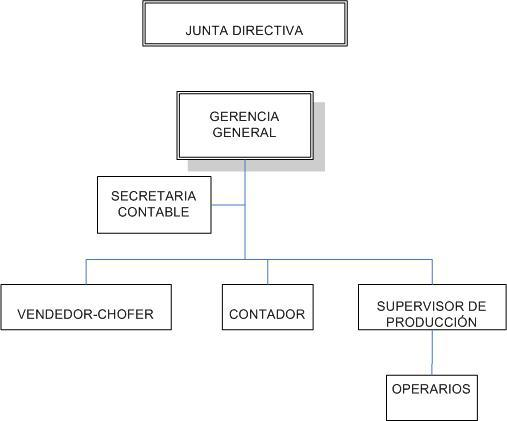 JUNTA DIRECTIVA
GERENCIA
GENERAL
SECRETARIA
CONTABLE
VENDEDOR-CHOFER
CONTADOR
SUPERVISOR DE
PRODUCCIÓN
OPERARIOS